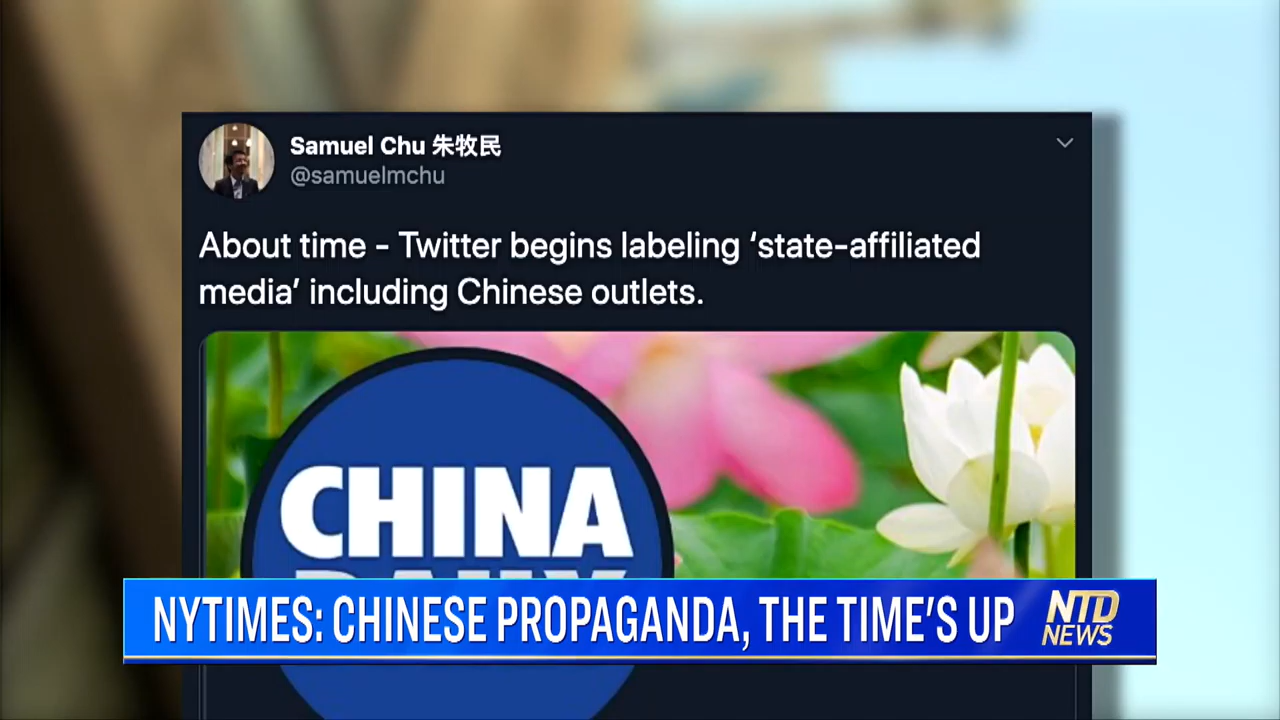 Samuel Chu 朱牧民
@samuelmchu
About time - Twitter begins labeling ‘state-affiliated
media’ including Chinese outlets.
CHINA
DAILY
NYTIMES: CHINESE PROPAGANDA, THE TIME'S UP
NTD
NEWS